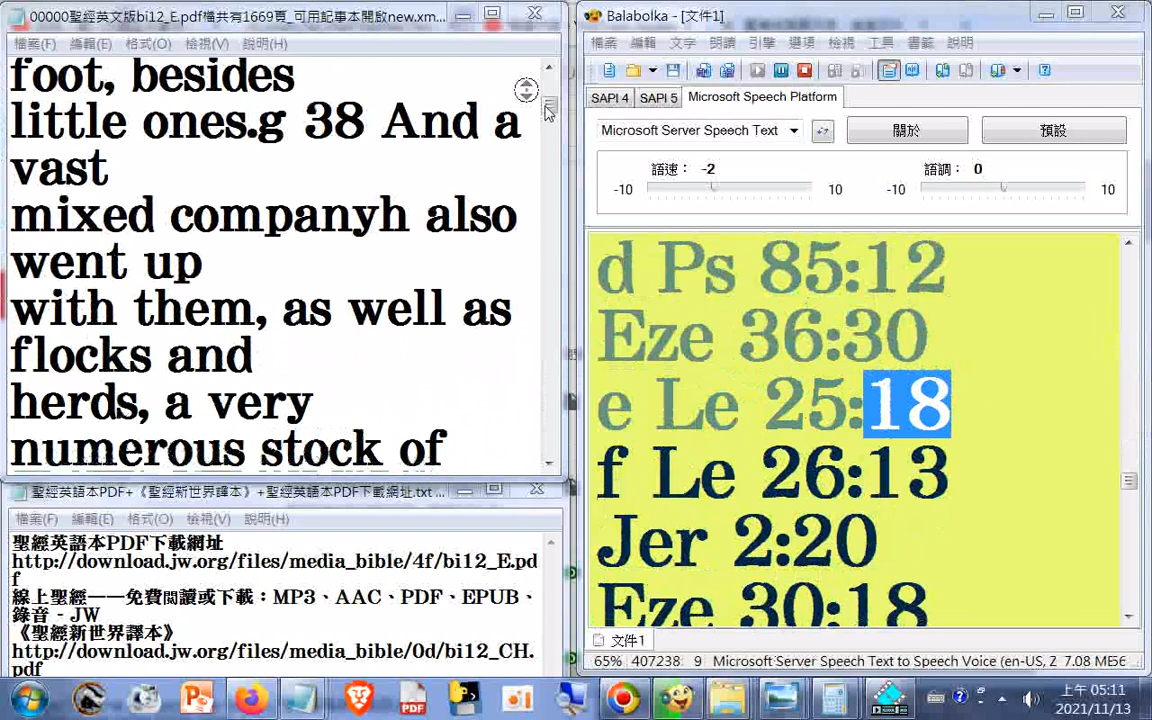 00000聖經英文版bi12_E.pdf檔共有1669頁_可用記事本開啟new.xm...
檔案(F) 編輯(E) 格式(O) 檢視(V) 說明(H)
foot, besides
little ones.g 38 And a
vast
mixed companyh also
went up
with them, as well as
flocks and
herds, a very
numerous stock of
聖經英語本PDF+《聖經新世界譯本》+聖經英語本PDF下載網址.txt ...
檔案(F) 編輯(E) 格式(O) 檢視(V) 說明(H)
聖經英語本PDF下載網址
http://download.jw.org/files/media_bible/4f/bi12_E.pd
f
線上聖經——免費閱讀或下載：MP3、AAC、PDF、EPUB、
錄音 - JW
《聖經新世界譯本》
http://download.jw.org/files/media_bible/0d/bi12_CH.
pdf
Balabolka - [文件1]
檔案 編輯 文字 朗讀 引擎 選項 檢視 工具 書籤 說明
SAPI 4 SAPI 5 Microsoft Speech Platform
Microsoft Server Speech Text 關於 預設
語速： -2 語調： 0
-10 10 -10 10
d Ps 85:12
Eze 36:30
e Le 25:18
f Le 26:13
Jer 2:20
Eze 30:18
文件1
65% 407238 9 Microsoft Server Speech Text to Speech Voice (en-US, 2 7.08 ME56
上午 05:11
2021/11/13